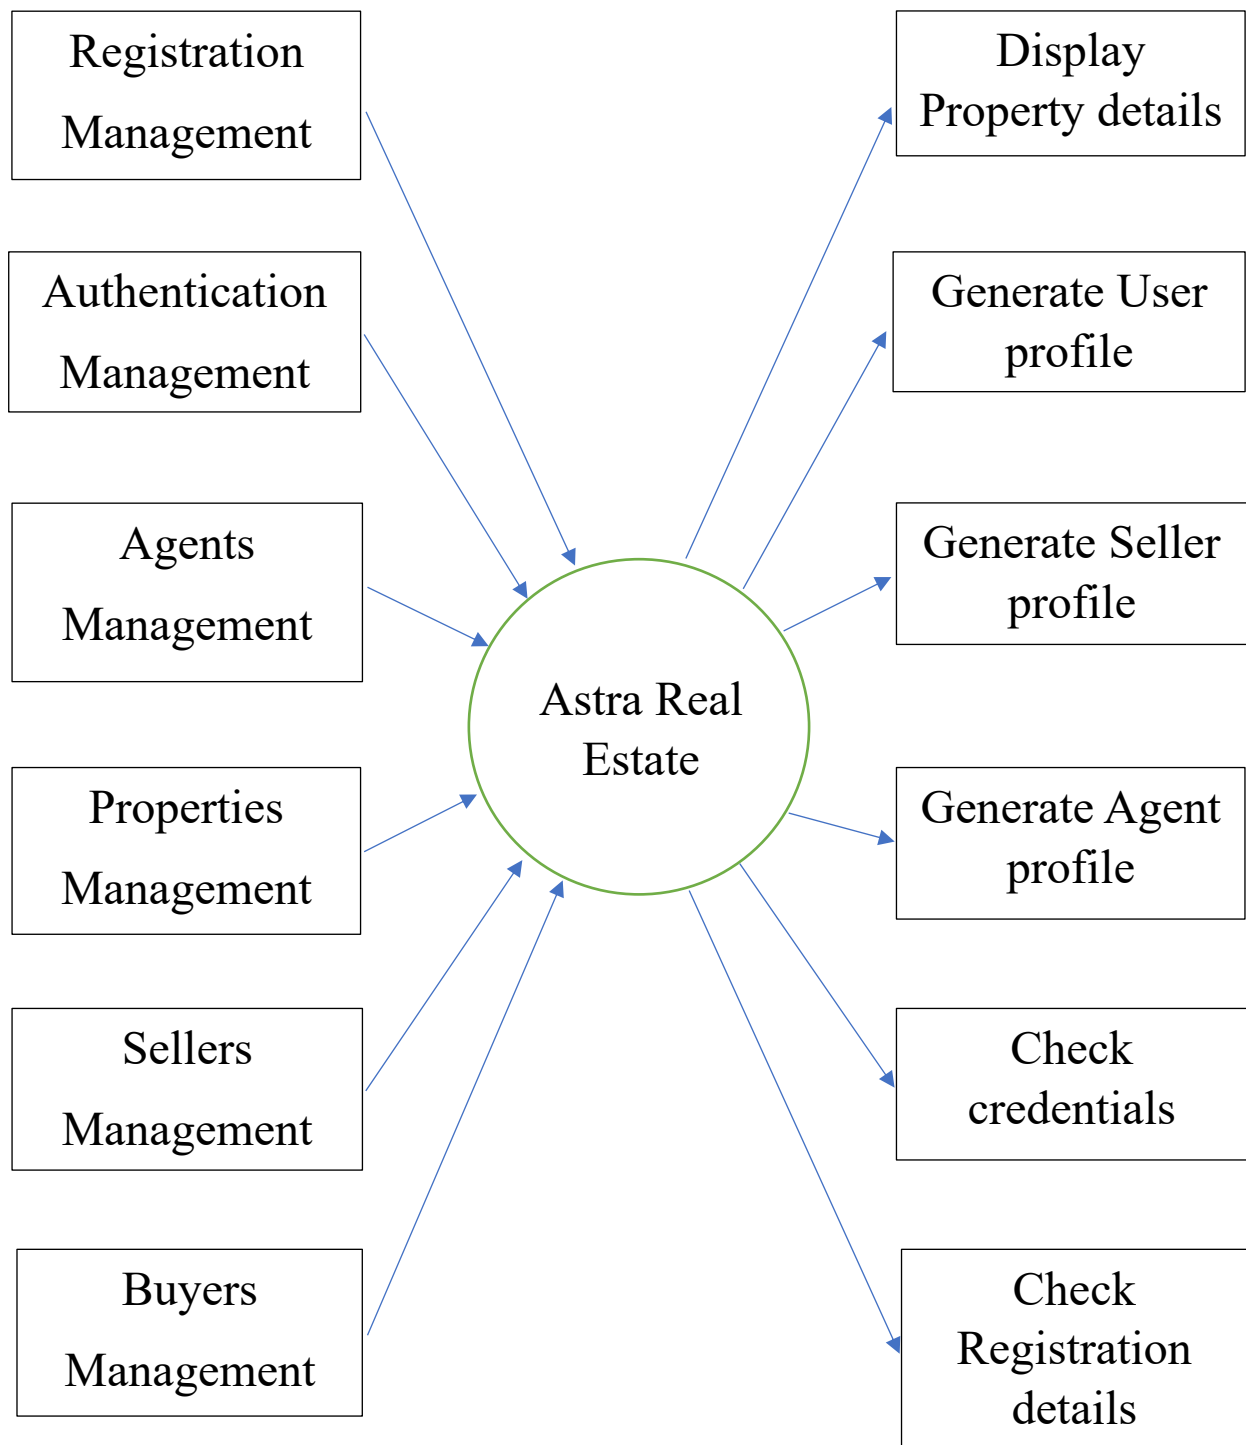 Registration
Management
Authentication
Management
Agents
Management
Properties
Management
Sellers
Management
Buyers
Management
Astra Real
Estate
Display
Property details
Generate User
profile
Generate Seller
profile
Generate Agent
profile
Check
credentials
Check
Registration
details